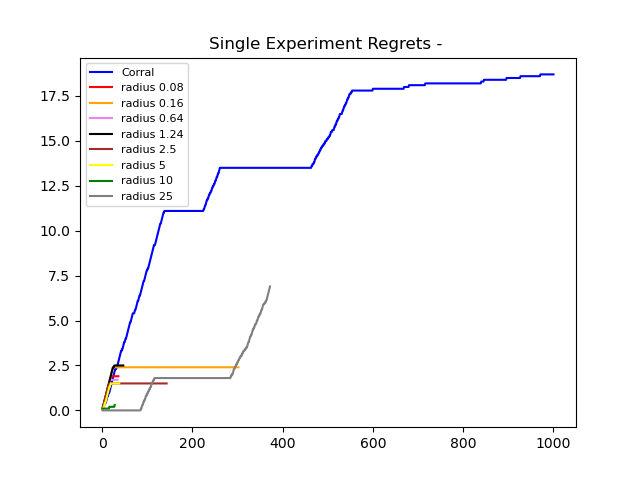 Single Experiment Regrets -
Corral
radius 0.08
radius 0.16
radius 0.64
radius 1.24
radius 2.5
radius 5
radius 10
radius 25
17.5
15.0
12.5
10.0
7.5
5.0
2.5
0.0
0 200 400 600 800 1000